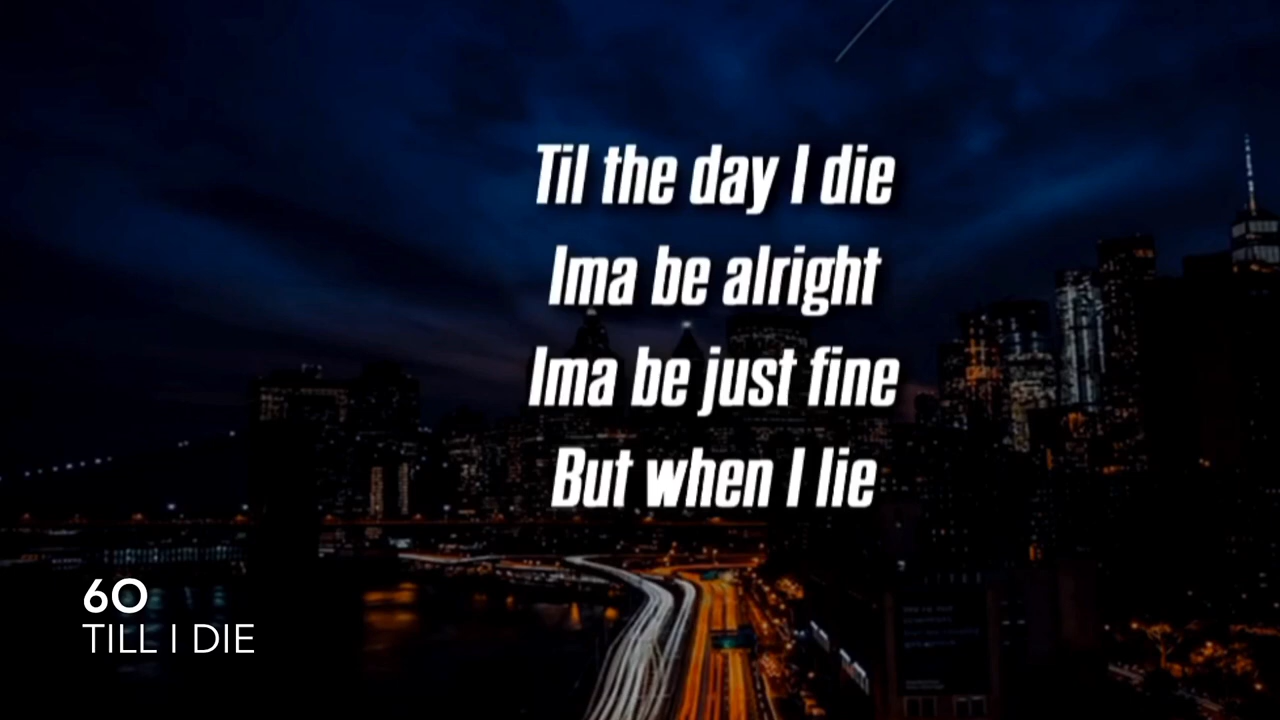 Til the day I die
Ima be alright
Ima be just fine
But when I lie
6O
TILL I DIE